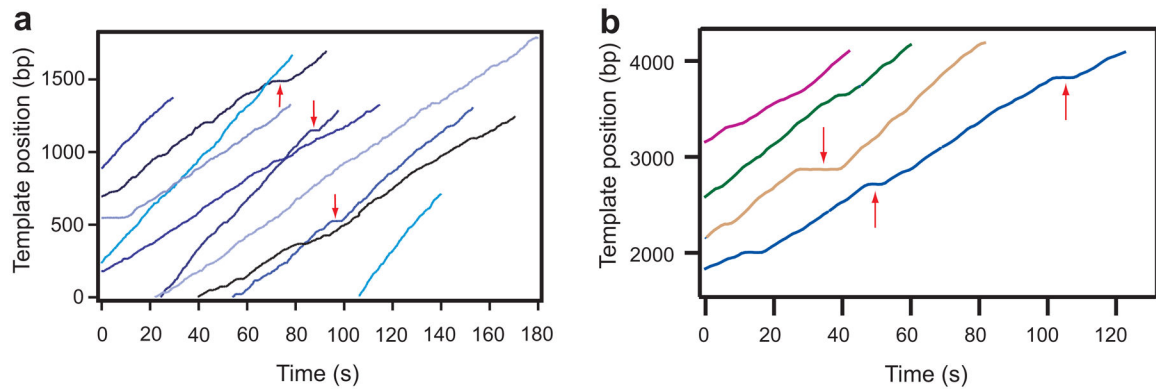 a
Template position (bp)
1500
1000
500
0
0 20 40 60 80 100 120 140 160 180
Time (s)
b
Template position (bp)
4000
3000
2000
0 20 40 60 80 100 120
Time (s)